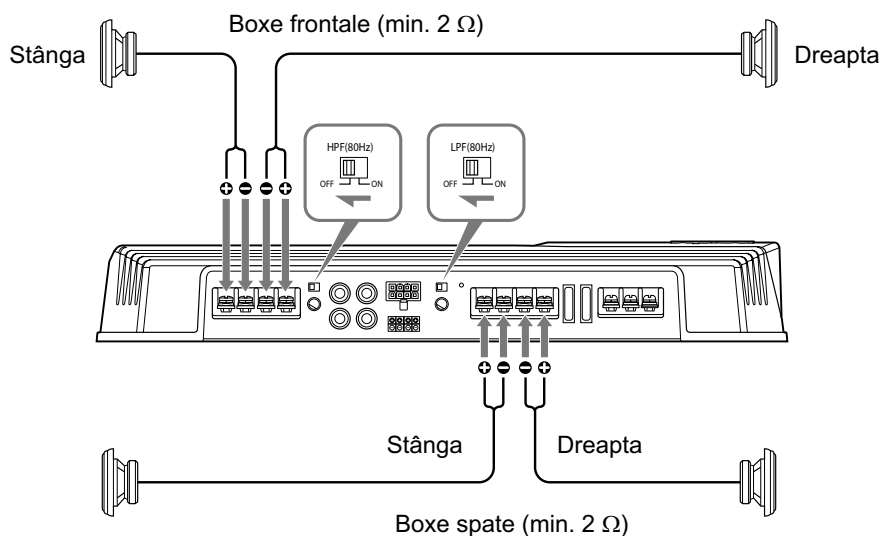 Boxe frontale (min. 2 Ω)
Stânga
Dreapta
HPF(80Hz)
OFF ON
LPF(80Hz)
OFF ON
Stânga
Dreapta
Boxe spate (min. 2 Ω)